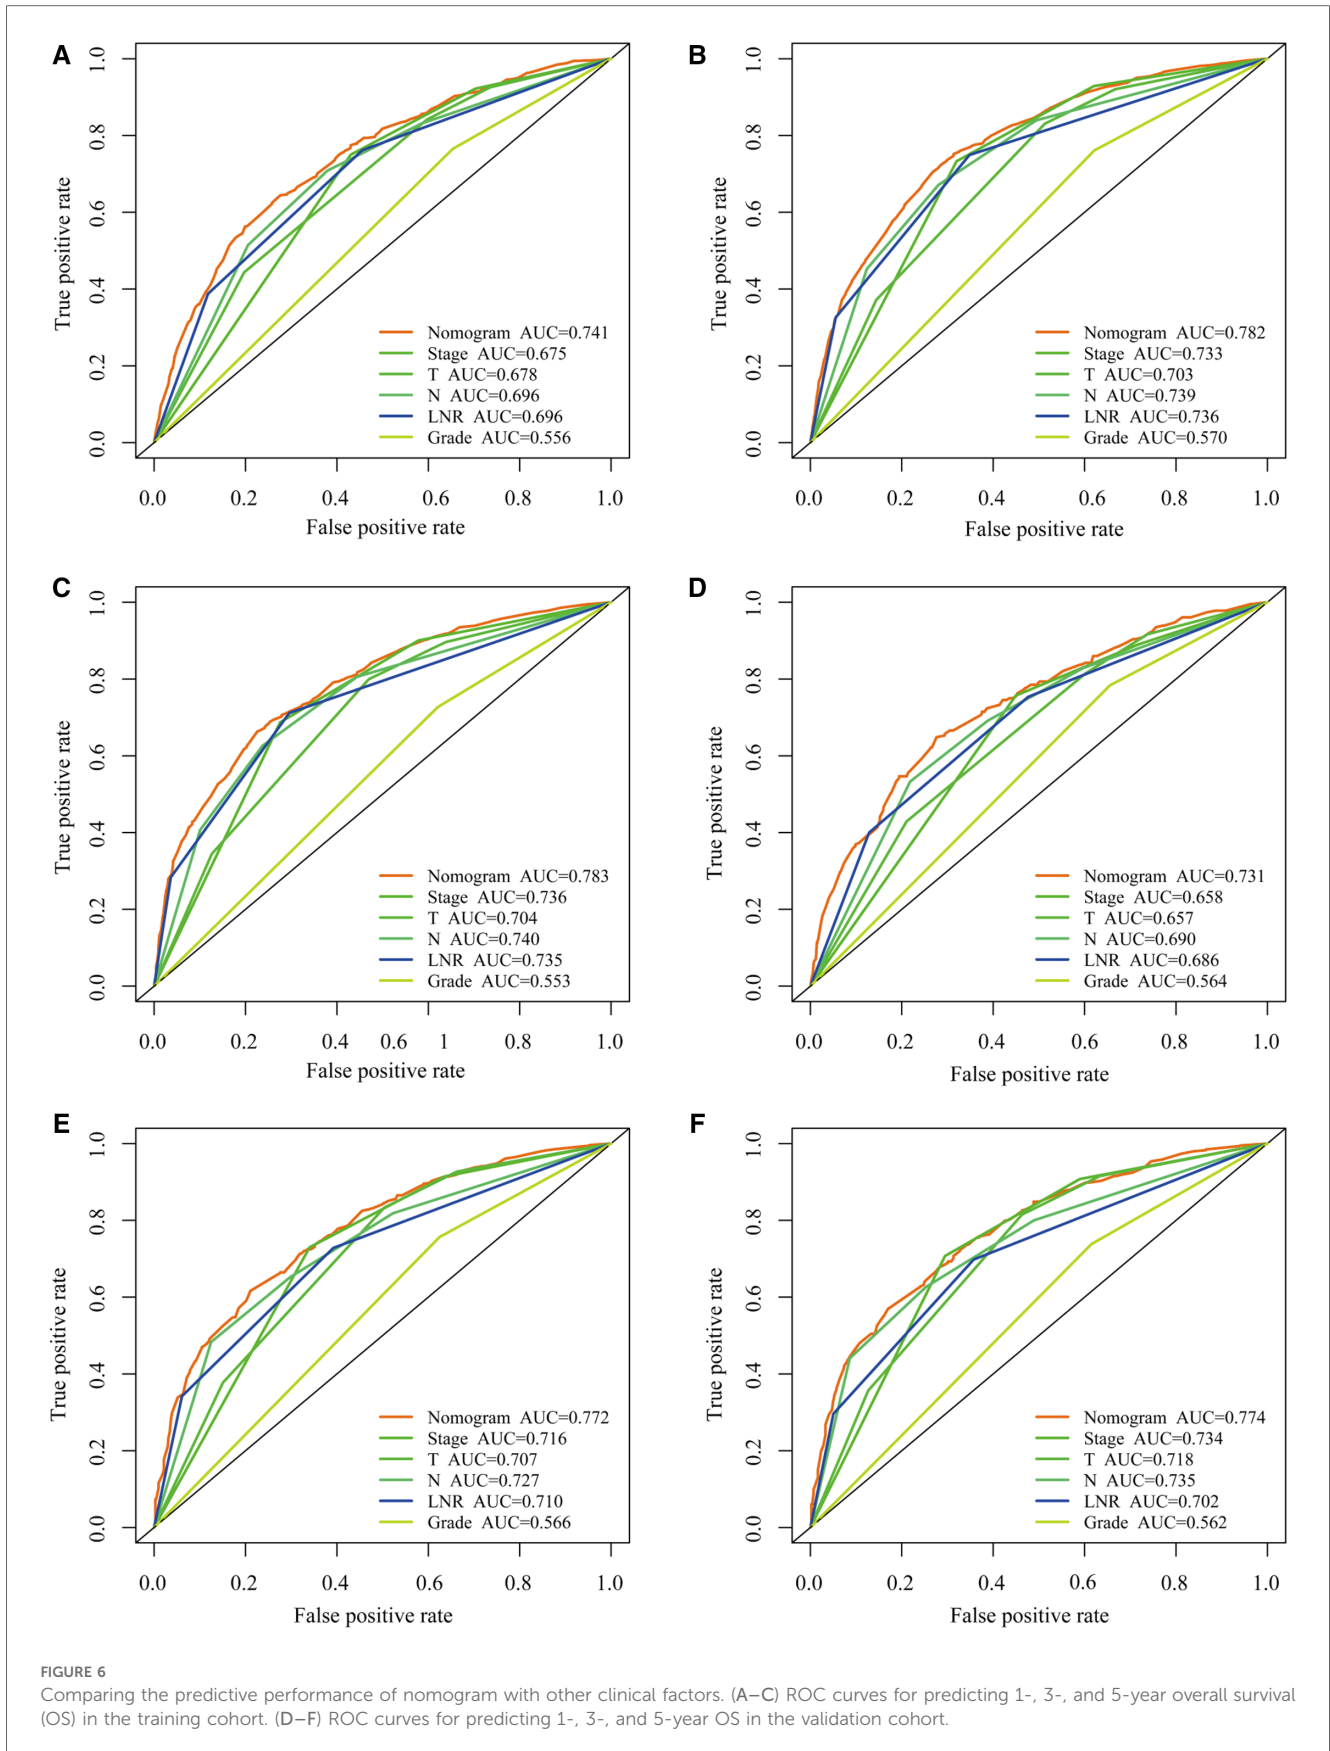 A
1.0
0.8
0.6
0.4
0.2
0.0
True positive rate
Nomogram AUC=0.741
Stage AUC=0.675
T AUC=0.678
N AUC=0.696
LNR AUC=0.696
Grade AUC=0.556
0.0 0.2 0.4 0.6 0.8 1.0
False positive rate
B
1.0
0.8
0.6
0.4
0.2
0.0
True positive rate
Nomogram AUC=0.782
Stage AUC=0.733
T AUC=0.703
N AUC=0.739
LNR AUC=0.736
Grade AUC=0.570
0.0 0.2 0.4 0.6 0.8 1.0
False positive rate
C
1.0
0.8
0.6
0.4
0.2
0.0
True positive rate
Nomogram AUC=0.783
Stage AUC=0.736
T AUC=0.704
N AUC=0.740
LNR AUC=0.735
Grade AUC=0.553
0.0 0.2 0.4 0.6 1 0.8 1.0
False positive rate
D
1.0
0.8
0.6
0.4
0.2
0.0
True positive rate
Nomogram AUC=0.731
Stage AUC=0.658
T AUC=0.657
N AUC=0.690
LNR AUC=0.686
Grade AUC=0.564
0.0 0.2 0.4 0.6 0.8 1.0
False positive rate
E
1.0
0.8
0.6
0.4
0.2
0.0
True positive rate
Nomogram AUC=0.772
Stage AUC=0.716
T AUC=0.707
N AUC=0.727
LNR AUC=0.710
Grade AUC=0.566
0.0 0.2 0.4 0.6 0.8 1.0
False positive rate
F
1.0
0.8
0.6
0.4
0.2
0.0
True positive rate
Nomogram AUC=0.774
Stage AUC=0.734
T AUC=0.718
N AUC=0.735
LNR AUC=0.702
Grade AUC=0.562
0.0 0.2 0.4 0.6 0.8 1.0
False positive rate
FIGURE 6
Comparing the predictive performance of nomogram with other clinical factors. (A–C) ROC curves for predicting 1-, 3-, and 5-year overall survival
(OS) in the training cohort. (D–F) ROC curves for predicting 1-, 3-, and 5-year OS in the validation cohort.